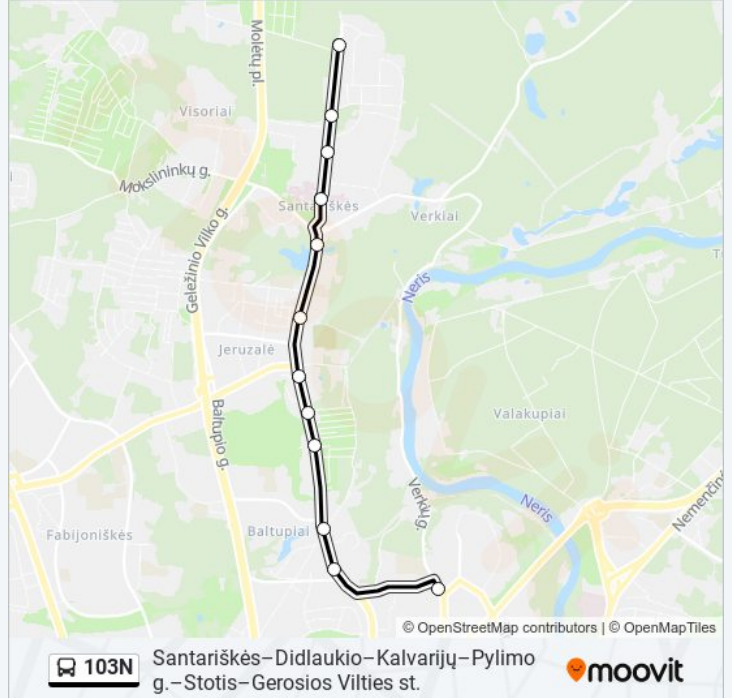 Molėtų pl.
Visoriai
Mokslininkų g.
Santariškės
Verkiai
Geležinio Vilko g.
Neris
Jeruzalė
Baltupio g.
Valakupiai
Verkių g.
Neris
Nemenčinė
Fabijoniškės
Baltupiai
© OpenStreetMap contributors | © OpenMapTiles
103N
Santariškės–Didlaukio–Kalvarijų–Pylimo
g.–Stotis–Gerosios Vilties st.
moovit